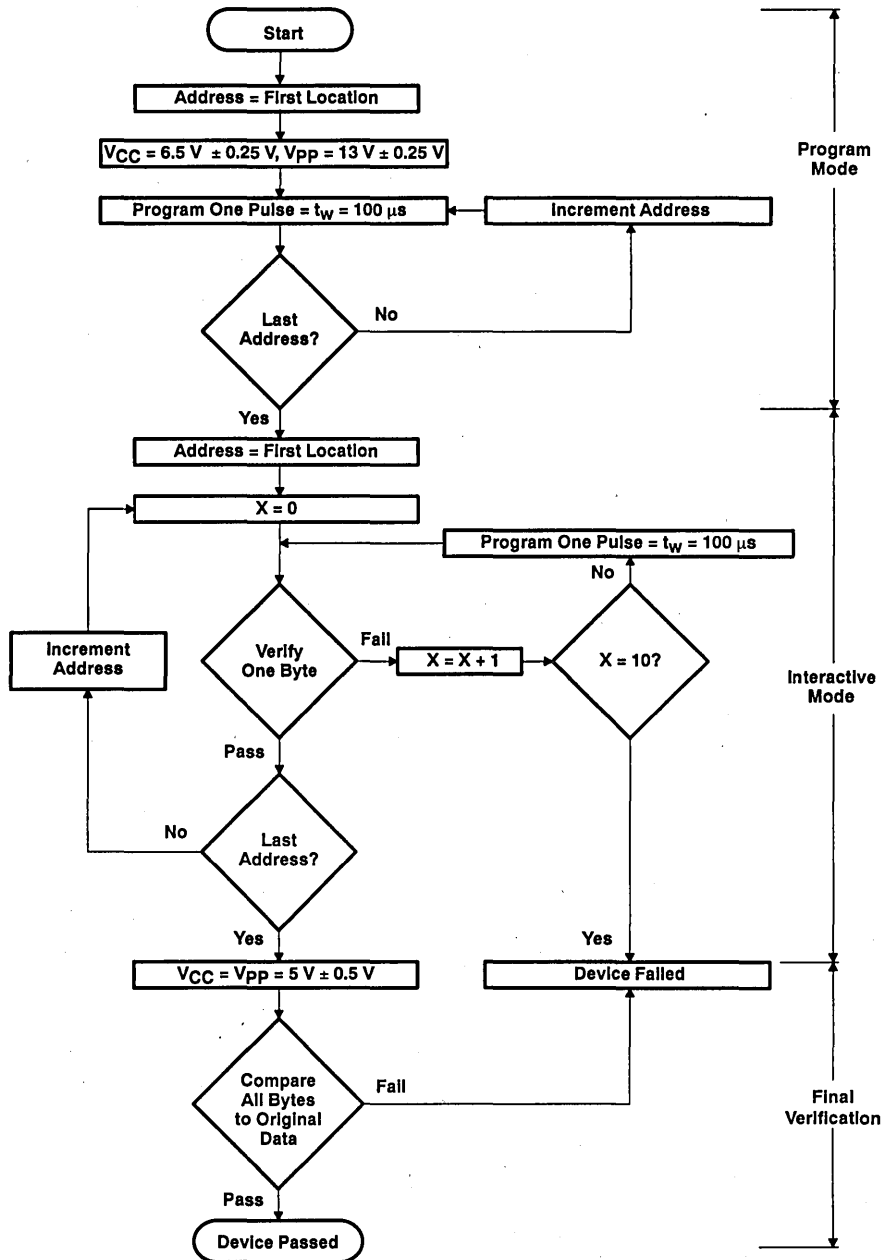 Start
Address = First Location
VCC = 6.5 V ± 0.25 V, VPP = 13 V ± 0.25 V
Program
Mode
Program One Pulse = tw = 100 μs
Increment Address
Last
Address?
No
Yes
Address = First Location
X = 0
Program One Pulse = tw = 100 μs
No
Increment
Address
Verify
One Byte
Fail
X = X + 1
X = 10?
Interactive
Mode
Pass
No
Last
Address?
Yes
Yes
VCC = VPP = 5 V ± 0.5 V
Device Failed
Compare
All Bytes
to Original
Data
Fail
Final
Verification
Pass
Device Passed